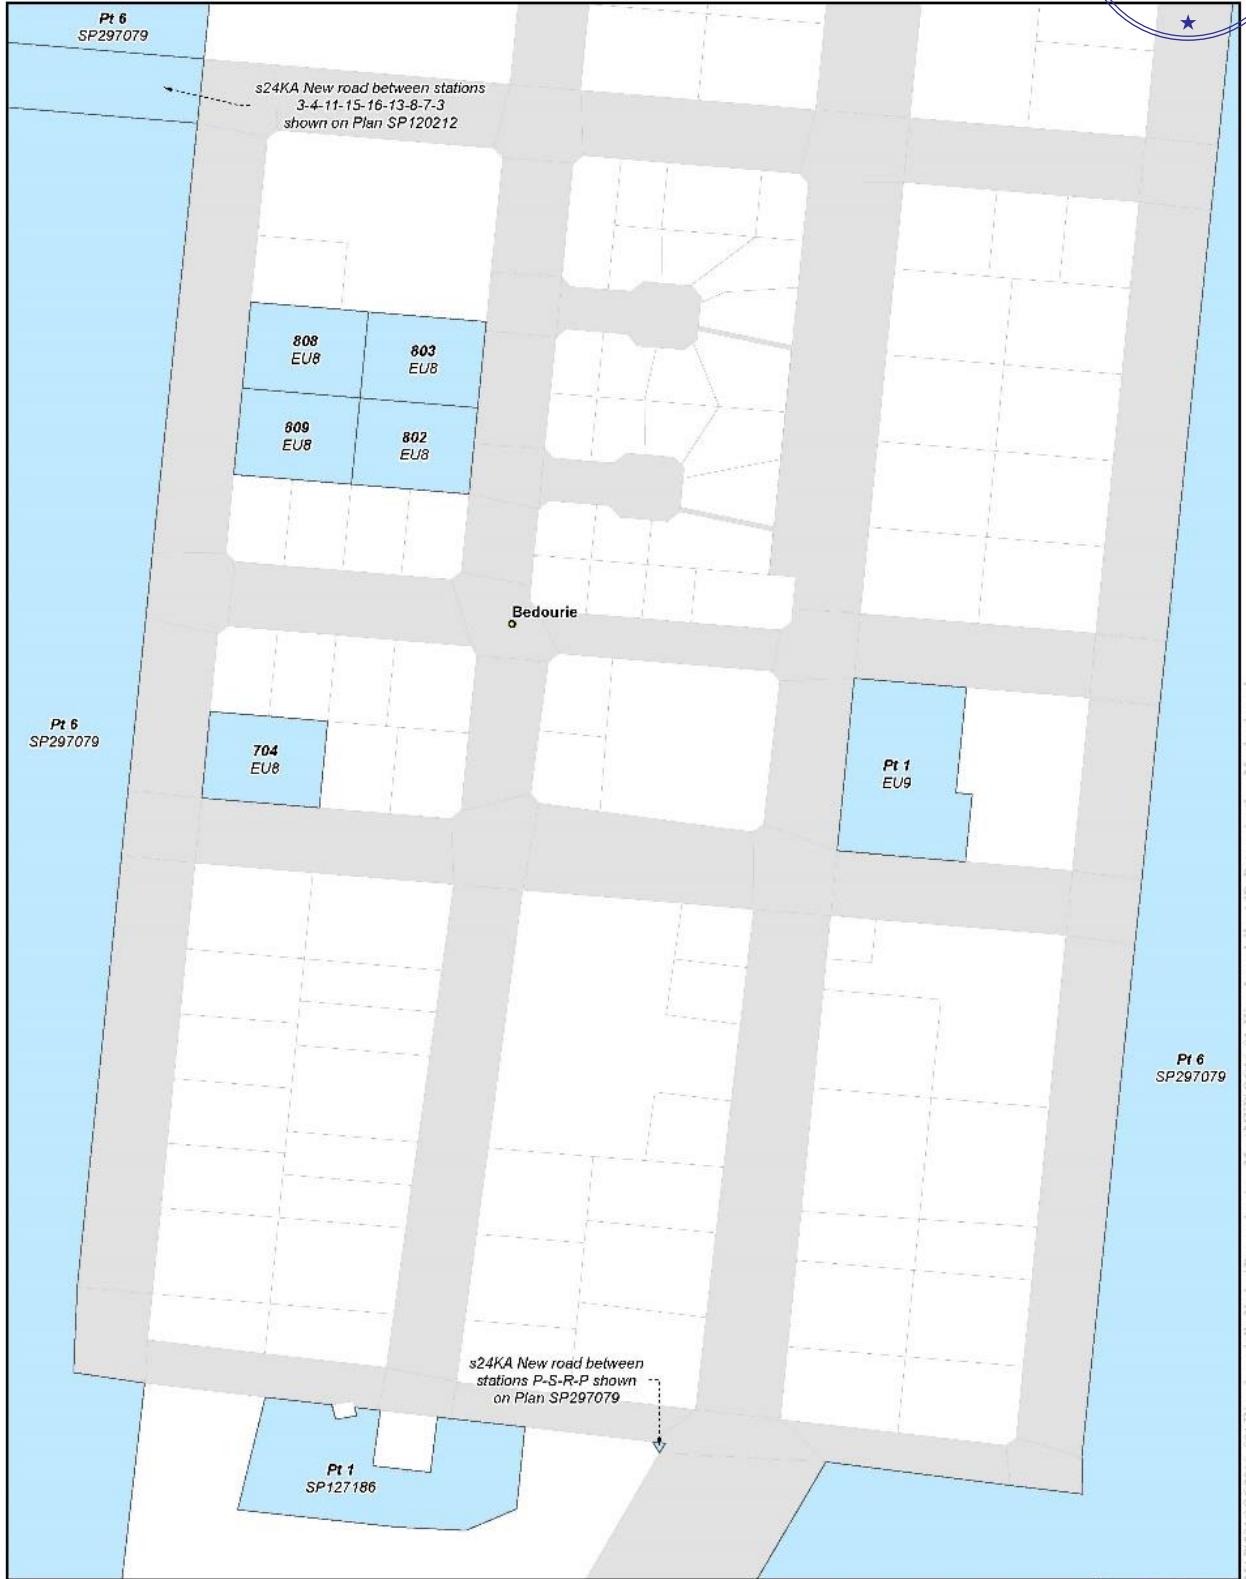 Pt 6
SP297079
s24KA New road between stations
3-4-11-15-16-13-8-7-3
shown on Plan SP120212
808
EU8
803
EU8
809
EU8
802
EU8
Bedourie
Pt 6
SP297079
704
EU8
Pt 1
EU9
Pt 6
SP297079
s24KA New road between
stations P-S-R-P shown
on Plan SP297079
Pt 1
SP127186